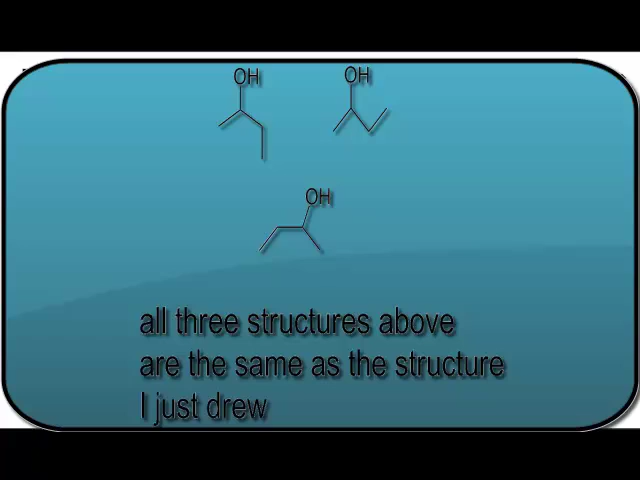 OH OH
OH
all three structures above
are the same as the structure
I just drew